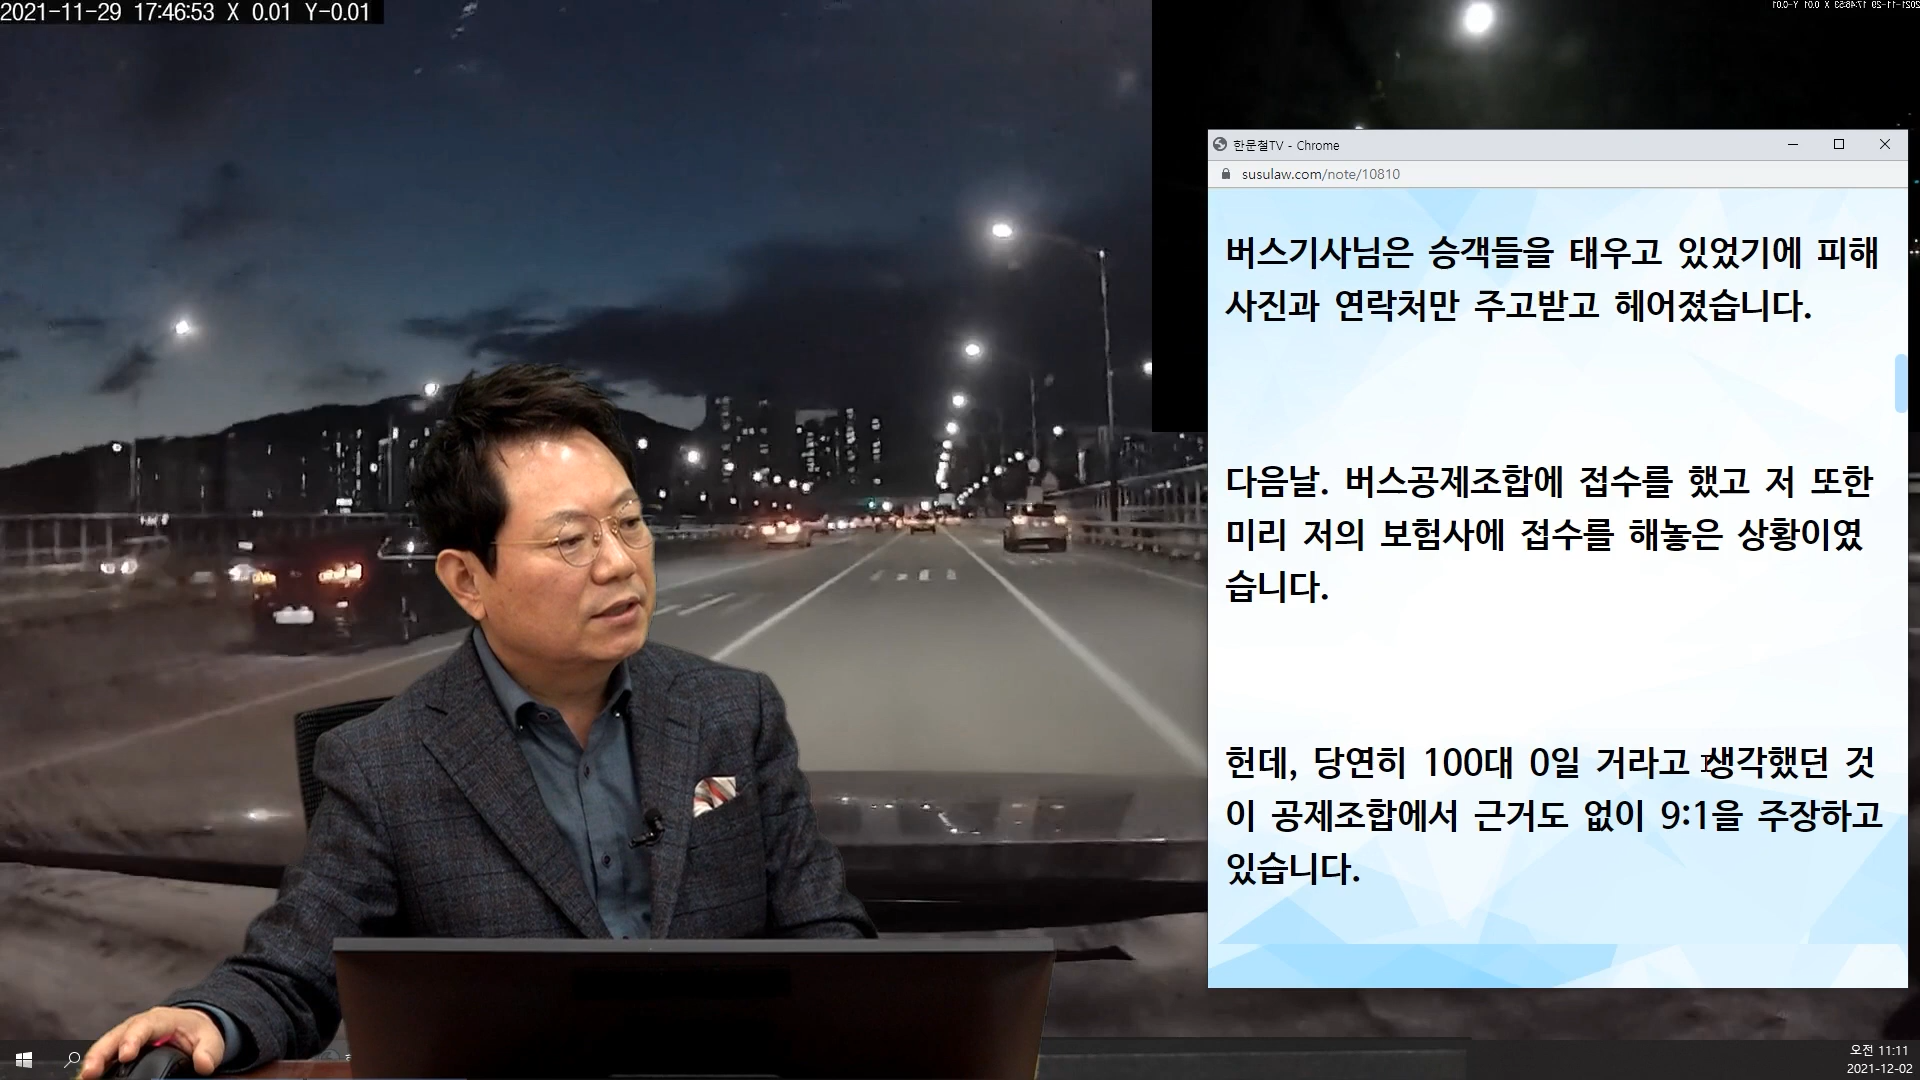 2021-11-29 17:46:53 X 0.01 Y-0.01
한문철TV - Chrome
susulaw.com/note/10810
버스기사님은 승객들을 태우고 있었기에 피해
사진과 연락처만 주고받고 헤어졌습니다.
다음날. 버스공제조합에 접수를 했고 저 또한
미리 저의 보험사에 접수를 해놓은 상황이였
습니다.
헌데, 당연히 100대 0일 거라고 생각했던 것
이 공제조합에서 근거도 없이 9:1을 주장하고
있습니다.
오전 11:11
2021-12-02